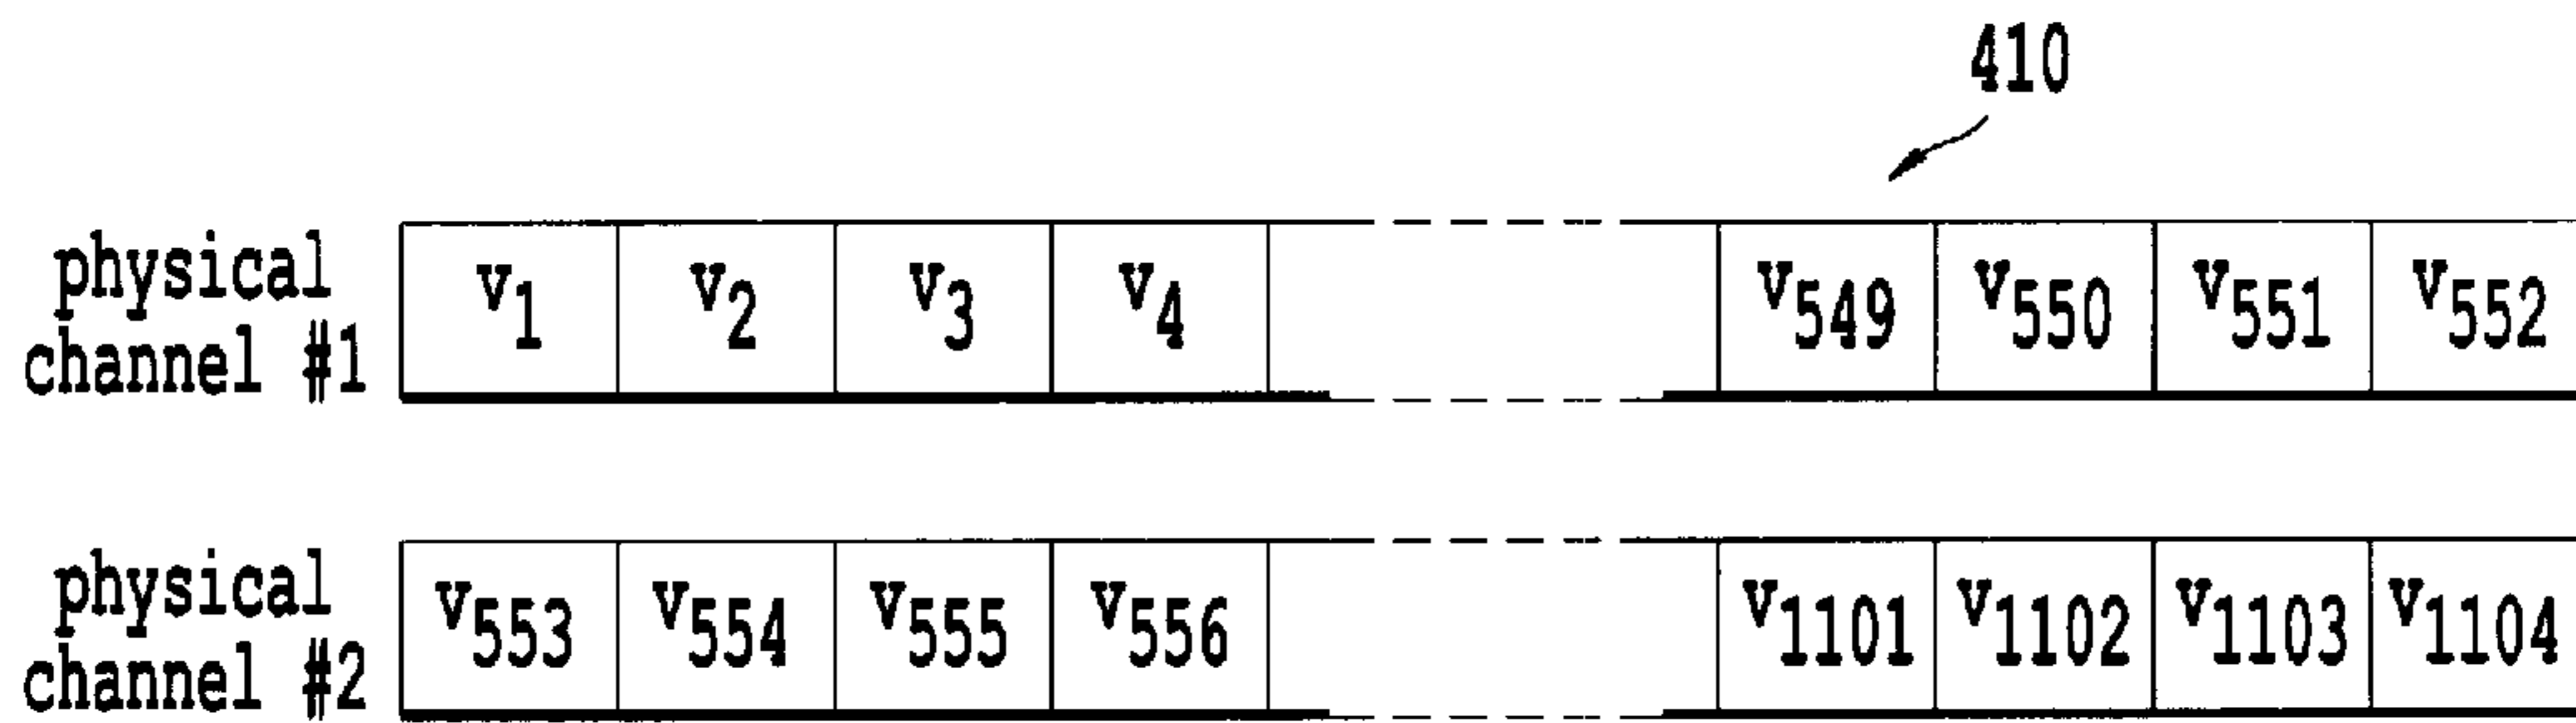 410
physical
channel #1
v1 v2 v3 v4 v549 v550 v551 v552
physical
channel #2
v553 v554 v555 v556 v1101 v1102 v1103 v1104